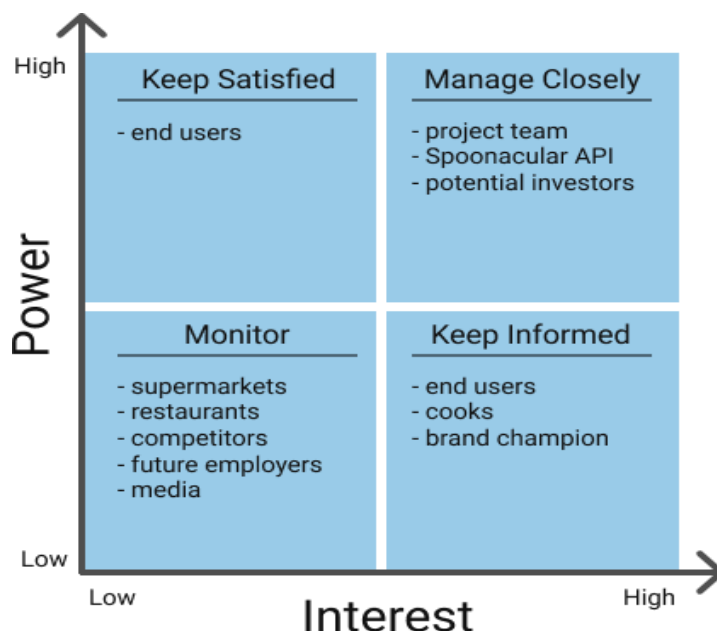 High
Keep Satisfied
- end users
Manage Closely
- project team
- Spoonacular API
- potential investors
Power
Monitor
- supermarkets
- restaurants
- competitors
- future employers
- media
Keep Informed
- end users
- cooks
- brand champion
Low
Low
Interest
High